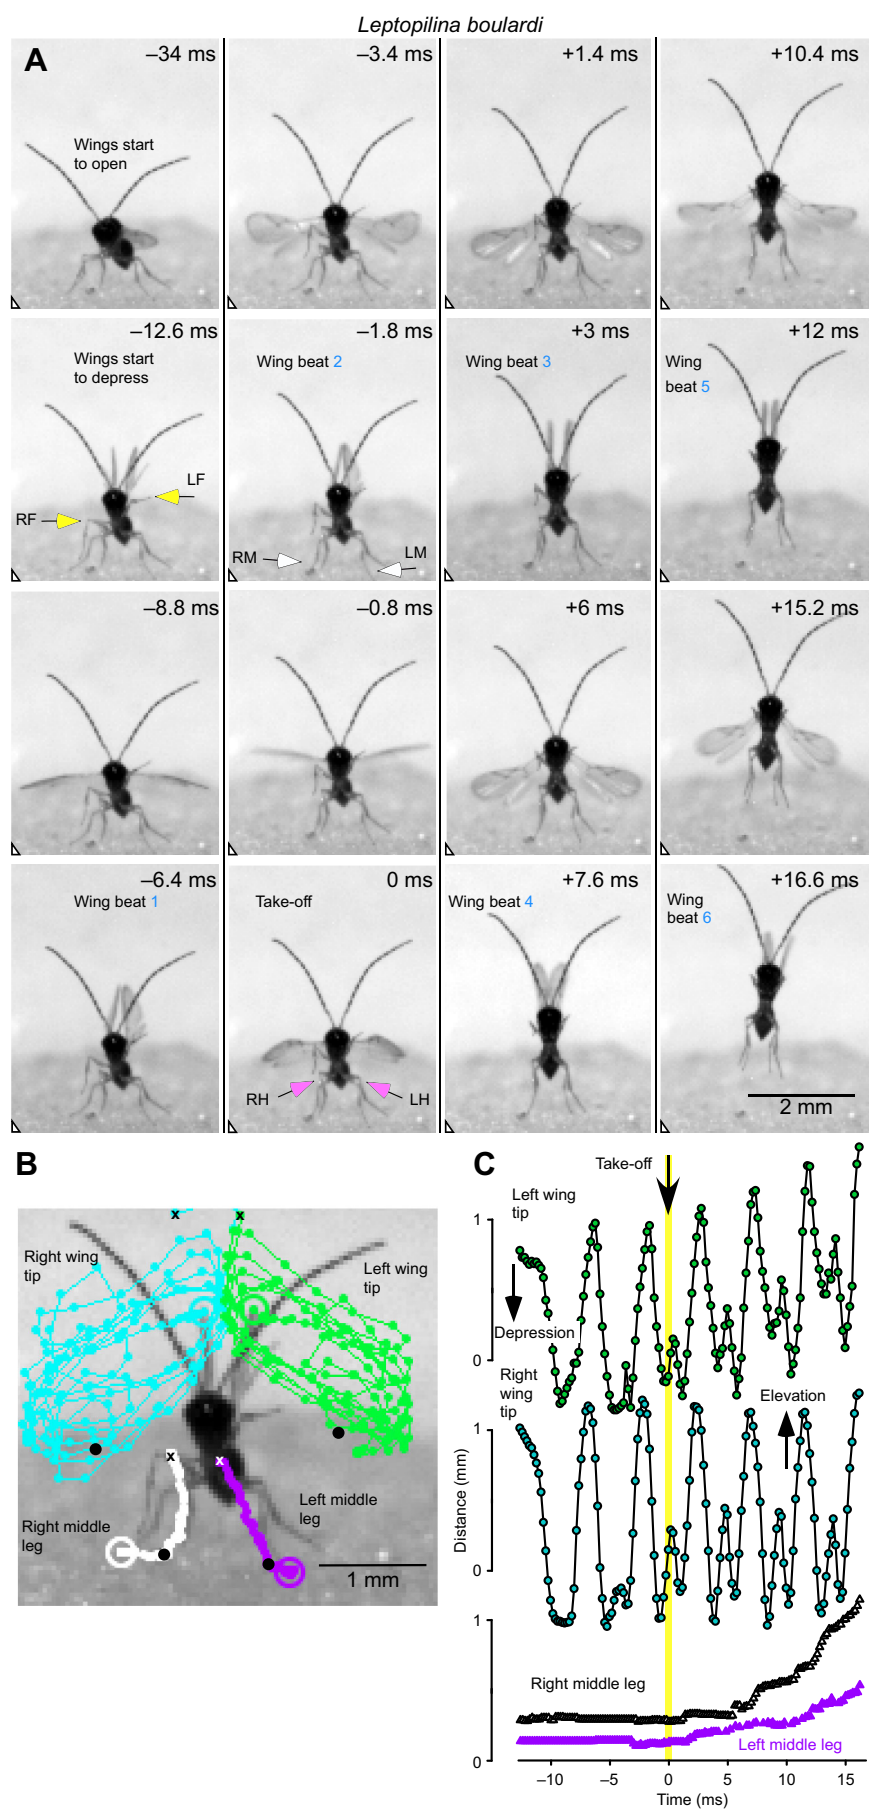 Leptopilina boulardi
A
–34 ms
Wings start
to open
–3.4 ms
+1.4 ms
+10.4 ms
–12.6 ms
Wings start
to depress
LF
RF
–1.8 ms
Wing beat 2
RM
LM
+3 ms
Wing beat 3
+12 ms
Wing
beat 5
–8.8 ms
–0.8 ms
+6 ms
+15.2 ms
–6.4 ms
Wing beat 1
0 ms
Take-off
RH
LH
+7.6 ms
Wing beat 4
+16.6 ms
Wing
beat 6
2 mm
B
x
x
Right wing
tip
Left wing
tip
x
x
Right middle
leg
Left middle
leg
1 mm
C
Take-off
Left wing
tip
1
Depression
0
Right
wing
tip
Elevation
1
0
Distance (mm)
1
Right middle leg
Left middle leg
0
–10
–5
0
5
10
15
Time (ms)